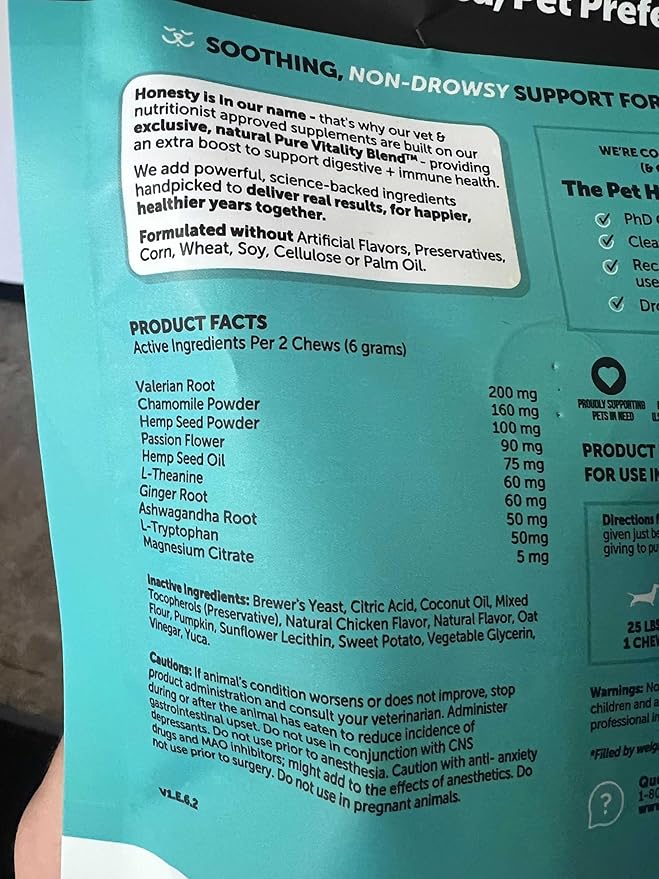 Pet Prefe
SOOTHING, NON-DROWSY SUPPORT FOR
Honesty is in our name - that's why our vet &
nutritionist approved supplements are built on our
exclusive, natural Pure Vitality Blend™ - providing
an extra boost to support digestive + immune health.
We add powerful, science-backed ingredients
handpicked to deliver real results, for happier,
healthier years together.
Formulated without Artificial Flavors, Preservatives,
Corn, Wheat, Soy, Cellulose or Palm Oil.
PRODUCT FACTS
Active Ingredients Per 2 Chews (6 grams)
Valerian Root 200 mg
Chamomile Powder 160 mg
Hemp Seed Powder 100 mg
Passion Flower 90 mg
Hemp Seed Oil 75 mg
L-Theanine 60 mg
Ginger Root 60 mg
Ashwagandha Root 50 mg
L-Tryptophan 50mg
Magnesium Citrate 5 mg
Inactive Ingredients: Brewer's Yeast, Citric Acid, Coconut Oil, Mixed
Tocopherols (Preservative), Natural Chicken Flavor, Natural Flavor, Oat
Flour, Pumpkin, Sunflower Lecithin, Sweet Potato, Vegetable Glycerin,
Vinegar, Yuca.
Cautions: If animal's condition worsens or does not improve, stop
product administration and consult your veterinarian. Administer
during or after the animal has eaten to reduce incidence of
gastrointestinal upset. Do not use in conjunction with CNS
depressants. Do not use prior to anesthesia. Caution with anti- anxiety
drugs and MAO inhibitors; might add to the effects of anesthetics. Do
not use prior to surgery. Do not use in pregnant animals.
V1.E.6.2
WE'RE CO
(&
The Pet H
PhD
Clea
Rec
use
Dr
PROUDLY SUPPORTING
PETS IN NEED
PRODUCT
FOR USE IN
Directions f
given just be
giving to pu
25 LBS
1 CHEW
Warnings: No
children and a
professional in
*Filled by weig
?
Que
1-80
www